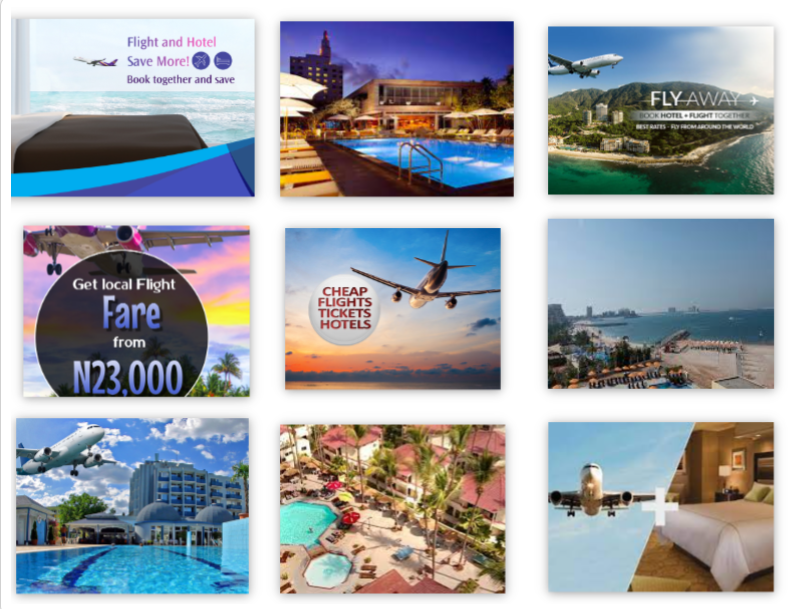 Flight and Hotel
Save More!
Book together and save
FLY AWAY
BOOK HOTEL + FLIGHT TOGETHER
BEST RATES - FLY FROM AROUND THE WORLD
Get local Flight
Fare
from
N23,000
CHEAP
FLIGHTS
TICKETS
HOTELS
+